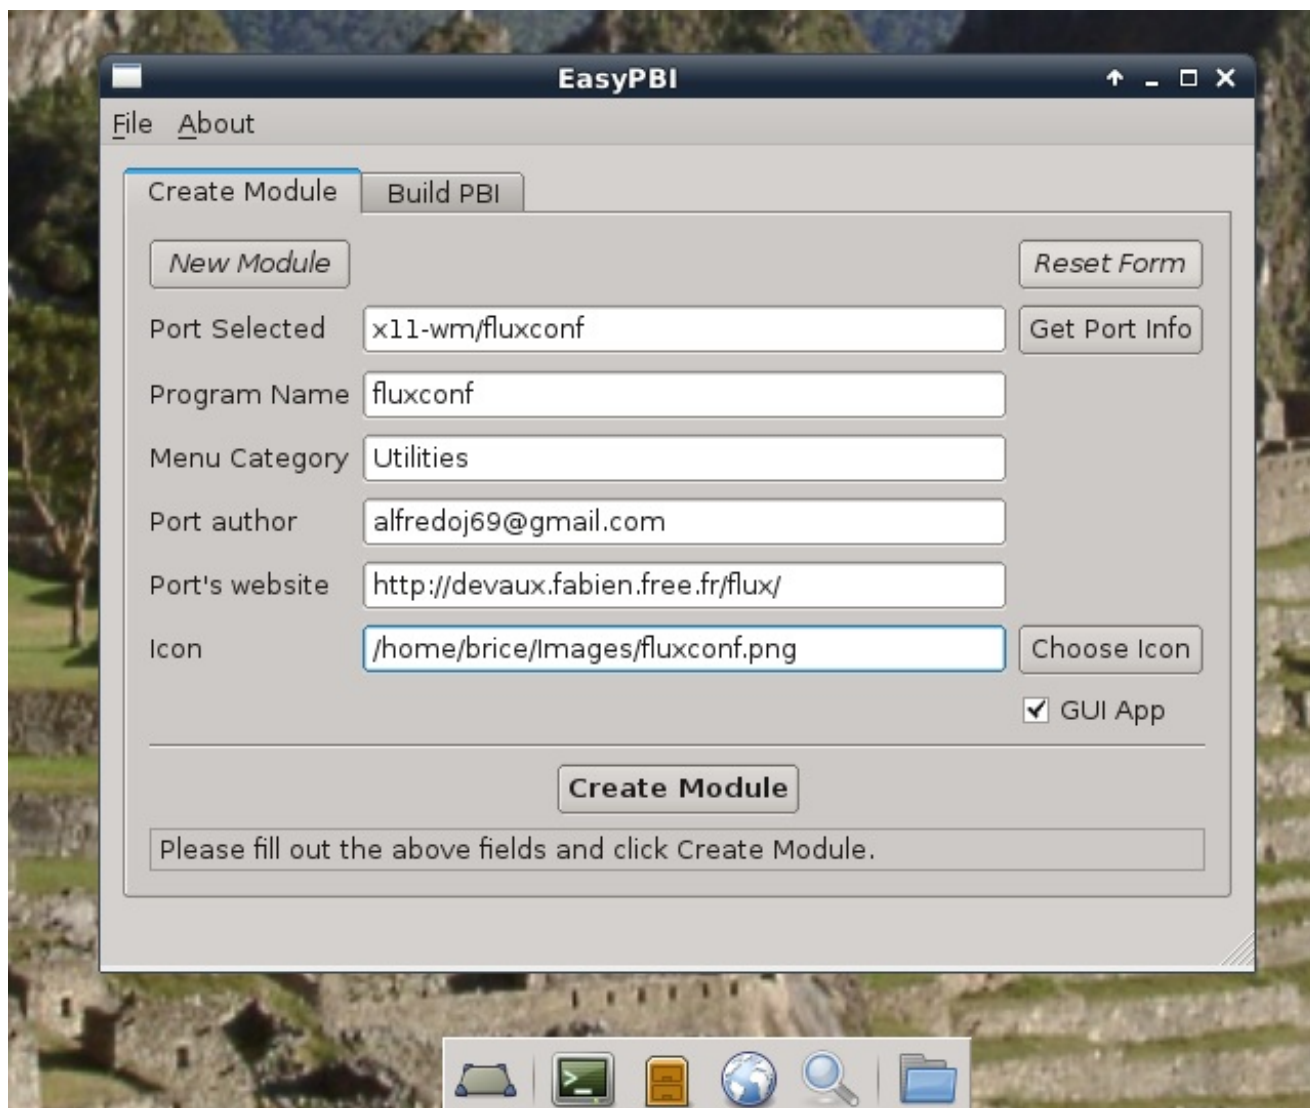 EasyPBI
File About
Create Module Build PBI
New Module Reset Form
Port Selected x11-wm/fluxconf Get Port Info
Program Name fluxconf
Menu Category Utilities
Port author alfredoj69@gmail.com
Port's website http://devaux.fabien.free.fr/flux/
Icon /home/brice/Images/fluxconf.png Choose Icon
GUI App
Create Module
Please fill out the above fields and click Create Module.